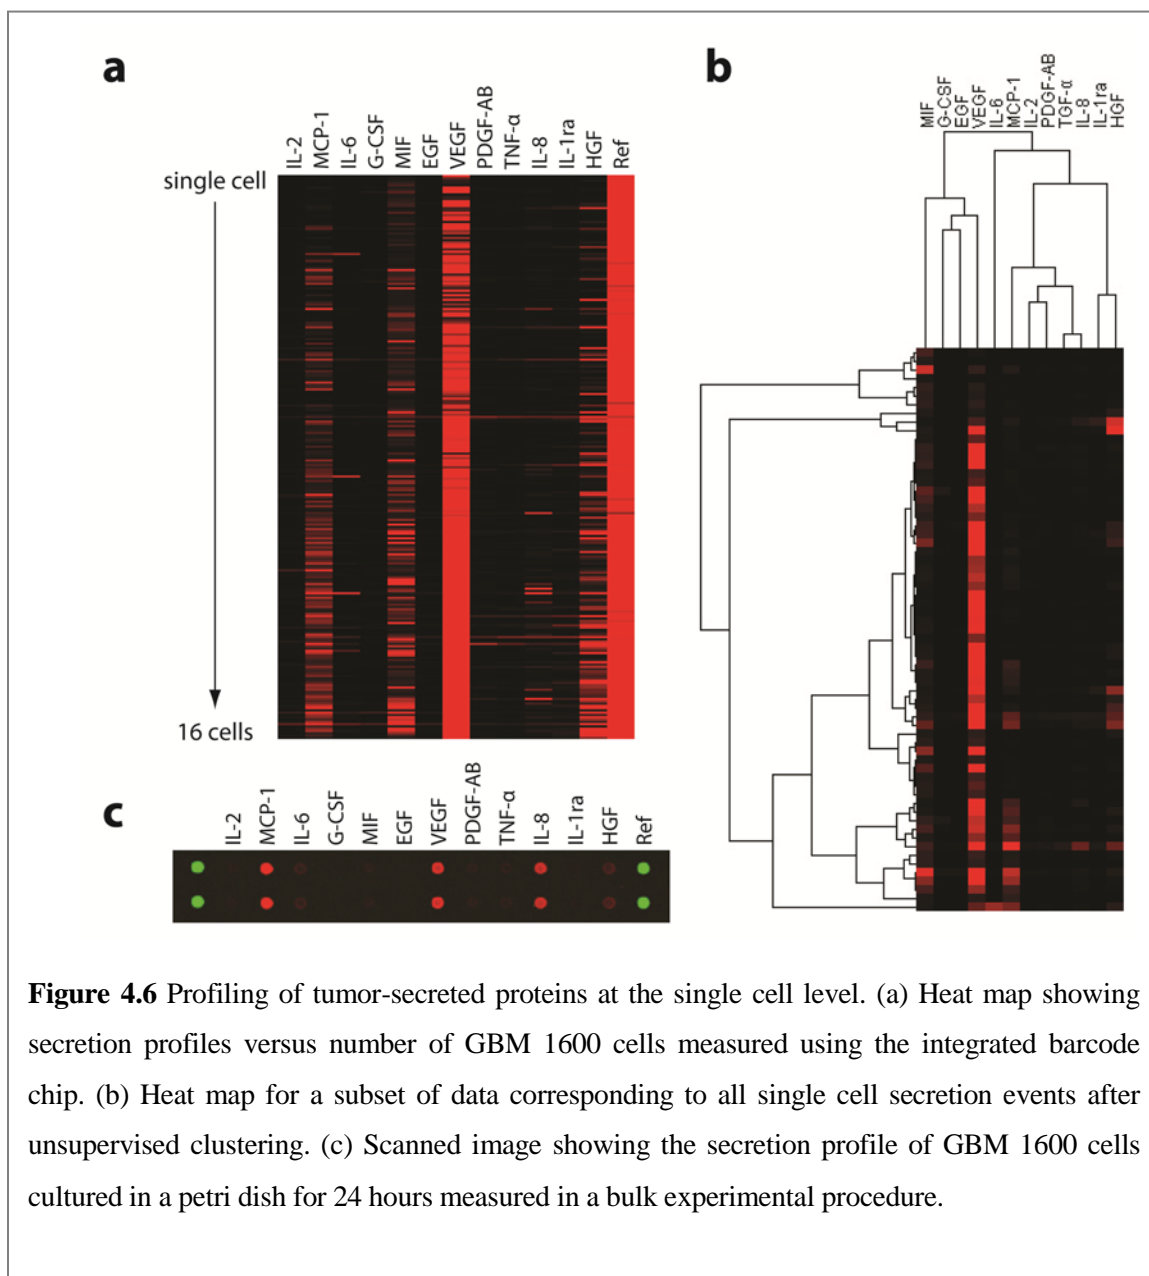 a
IL-2
MCP-1
IL-6
G-CSF
MIF
EGF
VEGF
PDGF-AB
TNF-α
IL-8
IL-1ra
HGF
Ref
single cell
16 cells
b
MIF
G-CSF
EGF
VEGF
IL-6
MCP-1
IL-2
PDGF-AB
TGF-α
IL-8
IL-1ra
HGF
c
IL-2
MCP-1
IL-6
G-CSF
MIF
EGF
VEGF
PDGF-AB
TNF-α
IL-8
IL-1ra
HGF
Ref
Figure 4.6 Profiling of tumor-secreted proteins at the single cell level. (a) Heat map showing
secretion profiles versus number of GBM 1600 cells measured using the integrated barcode
chip. (b) Heat map for a subset of data corresponding to all single cell secretion events after
unsupervised clustering. (c) Scanned image showing the secretion profile of GBM 1600 cells
cultured in a petri dish for 24 hours measured in a bulk experimental procedure.